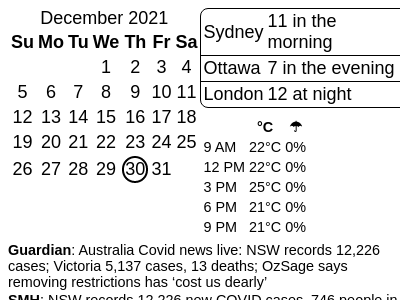 December 2021
Su Mo Tu We Th Fr Sa
1 2 3 4
5 6 7 8 9 10 11
12 13 14 15 16 17 18
19 20 21 22 23 24 25
26 27 28 29 30 31
Sydney 11 in the
morning
Ottawa 7 in the evening
London 12 at night
°C ☂
9 AM 22°C 0%
12 PM 22°C 0%
3 PM 25°C 0%
6 PM 21°C 0%
9 PM 21°C 0%
Guardian: Australia Covid news live: NSW records 12,226
cases; Victoria 5,137 cases, 13 deaths; OzSage says
removing restrictions has ‘cost us dearly’
SMH: NSW records 12,226 new COVID cases, 746 people in